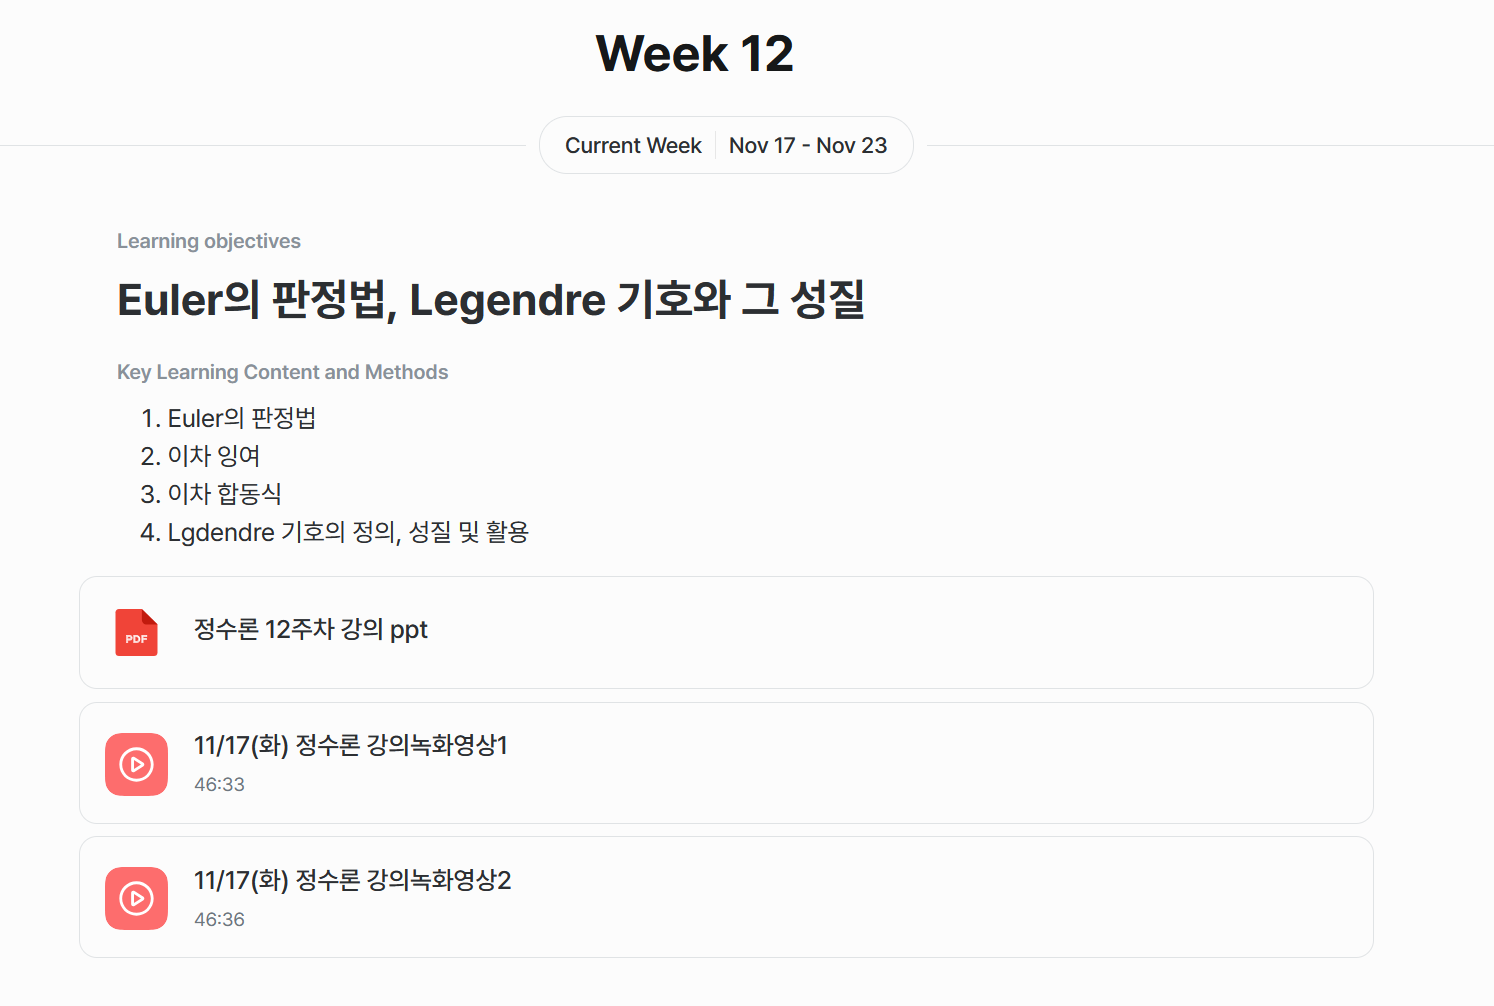 Week 12
Current Week
Nov 17 - Nov 23
Learning objectives
Euler의 판정법, Legendre 기호와 그 성질
Key Learning Content and Methods
1. Euler의 판정법
2. 이차 잉여
3. 이차 합동식
4. Lgdendre 기호의 정의, 성질 및 활용
PDF
정수론 12주차 강의 ppt
11/17(화) 정수론 강의녹화영상1
46:33
11/17(화) 정수론 강의녹화영상2
46:36